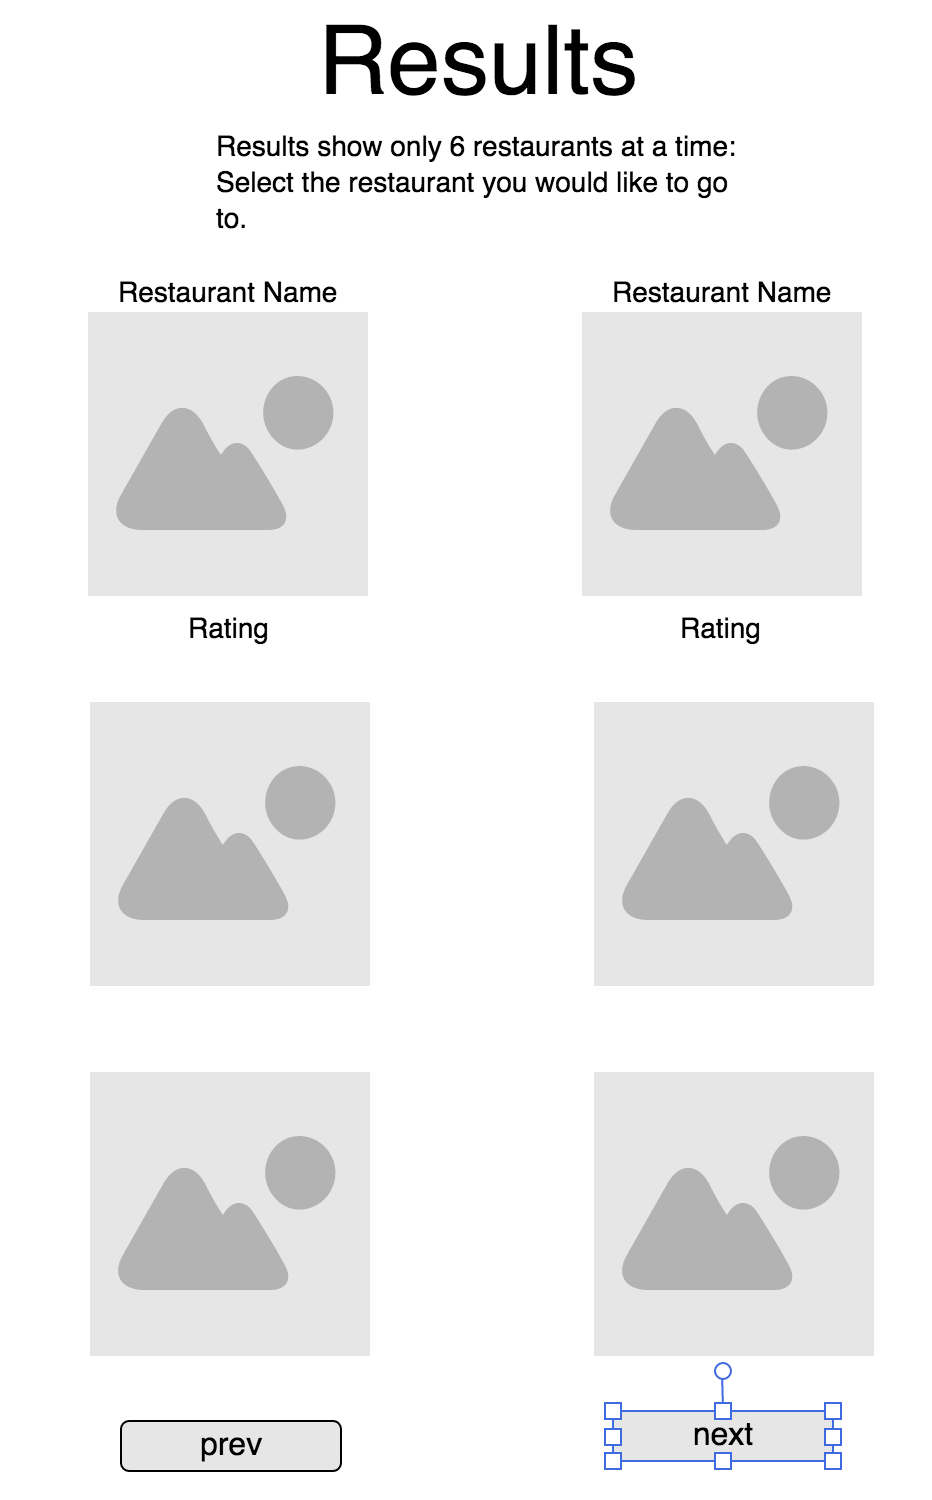 Results
Results show only 6 restaurants at a time:
Select the restaurant you would like to go
to.
Restaurant Name
Restaurant Name
Rating
Rating
prev
next